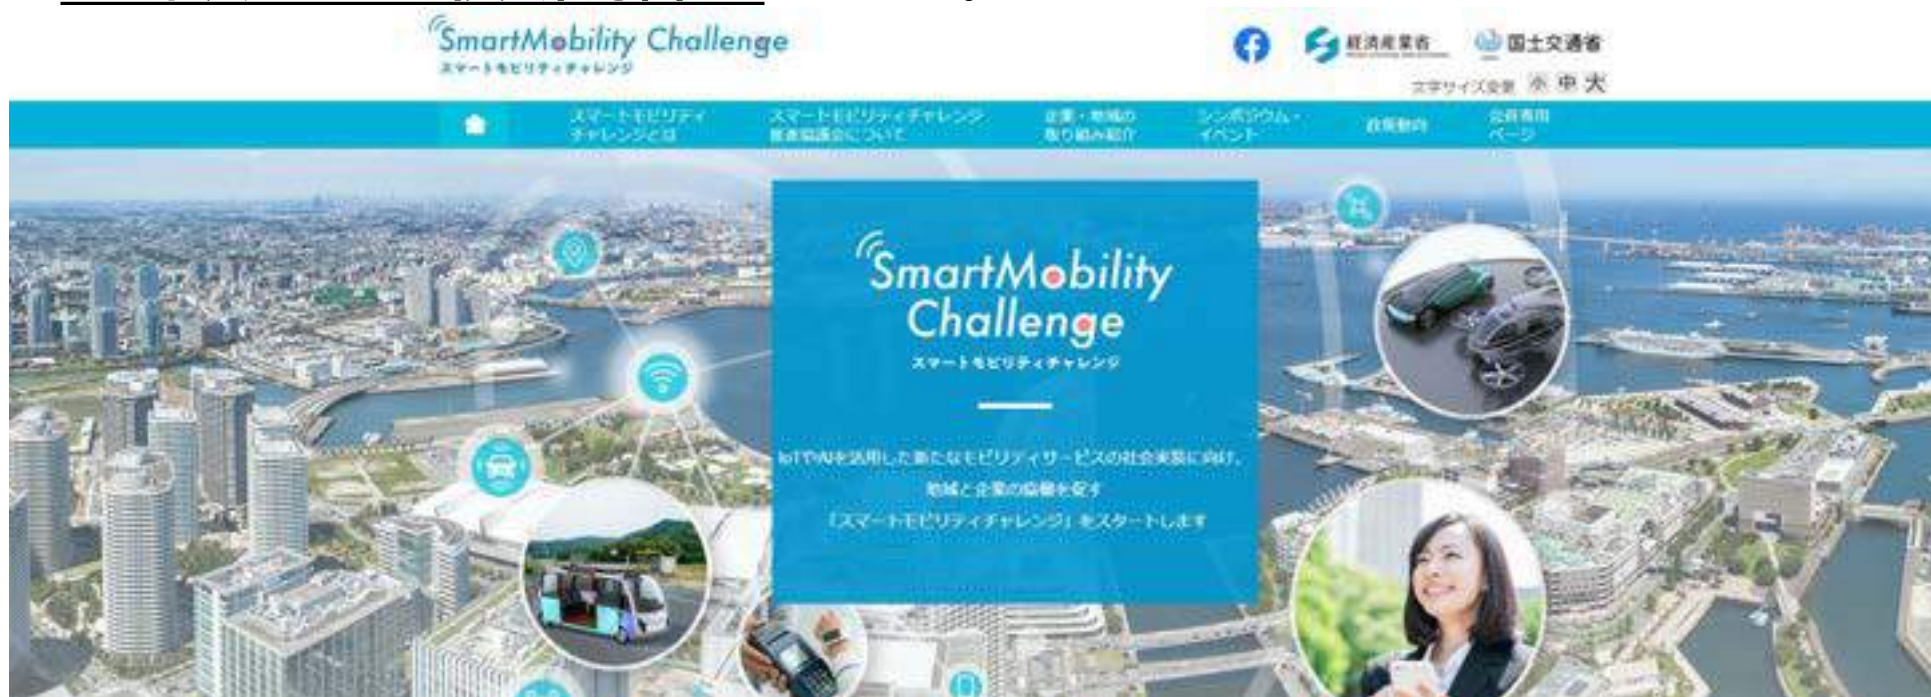 SmartMobility Challenge
スマートモビリティチャレンジ
経済産業省
国土交通省
文字サイズ変更 小 中 大
スマートモビリティ
チャレンジとは
スマートモビリティチャレンジ
推進協議会について
企業・地域の
取り組み紹介
シンポジウム・
イベント
政策動向
会員専用
ページ
SmartMobility
Challenge
スマートモビリティチャレンジ
IoTやAIを活用した新たなモビリティサービスの社会実装に向け、
地域と企業の協働を促す
「スマートモビリティチャレンジ」をスタートします